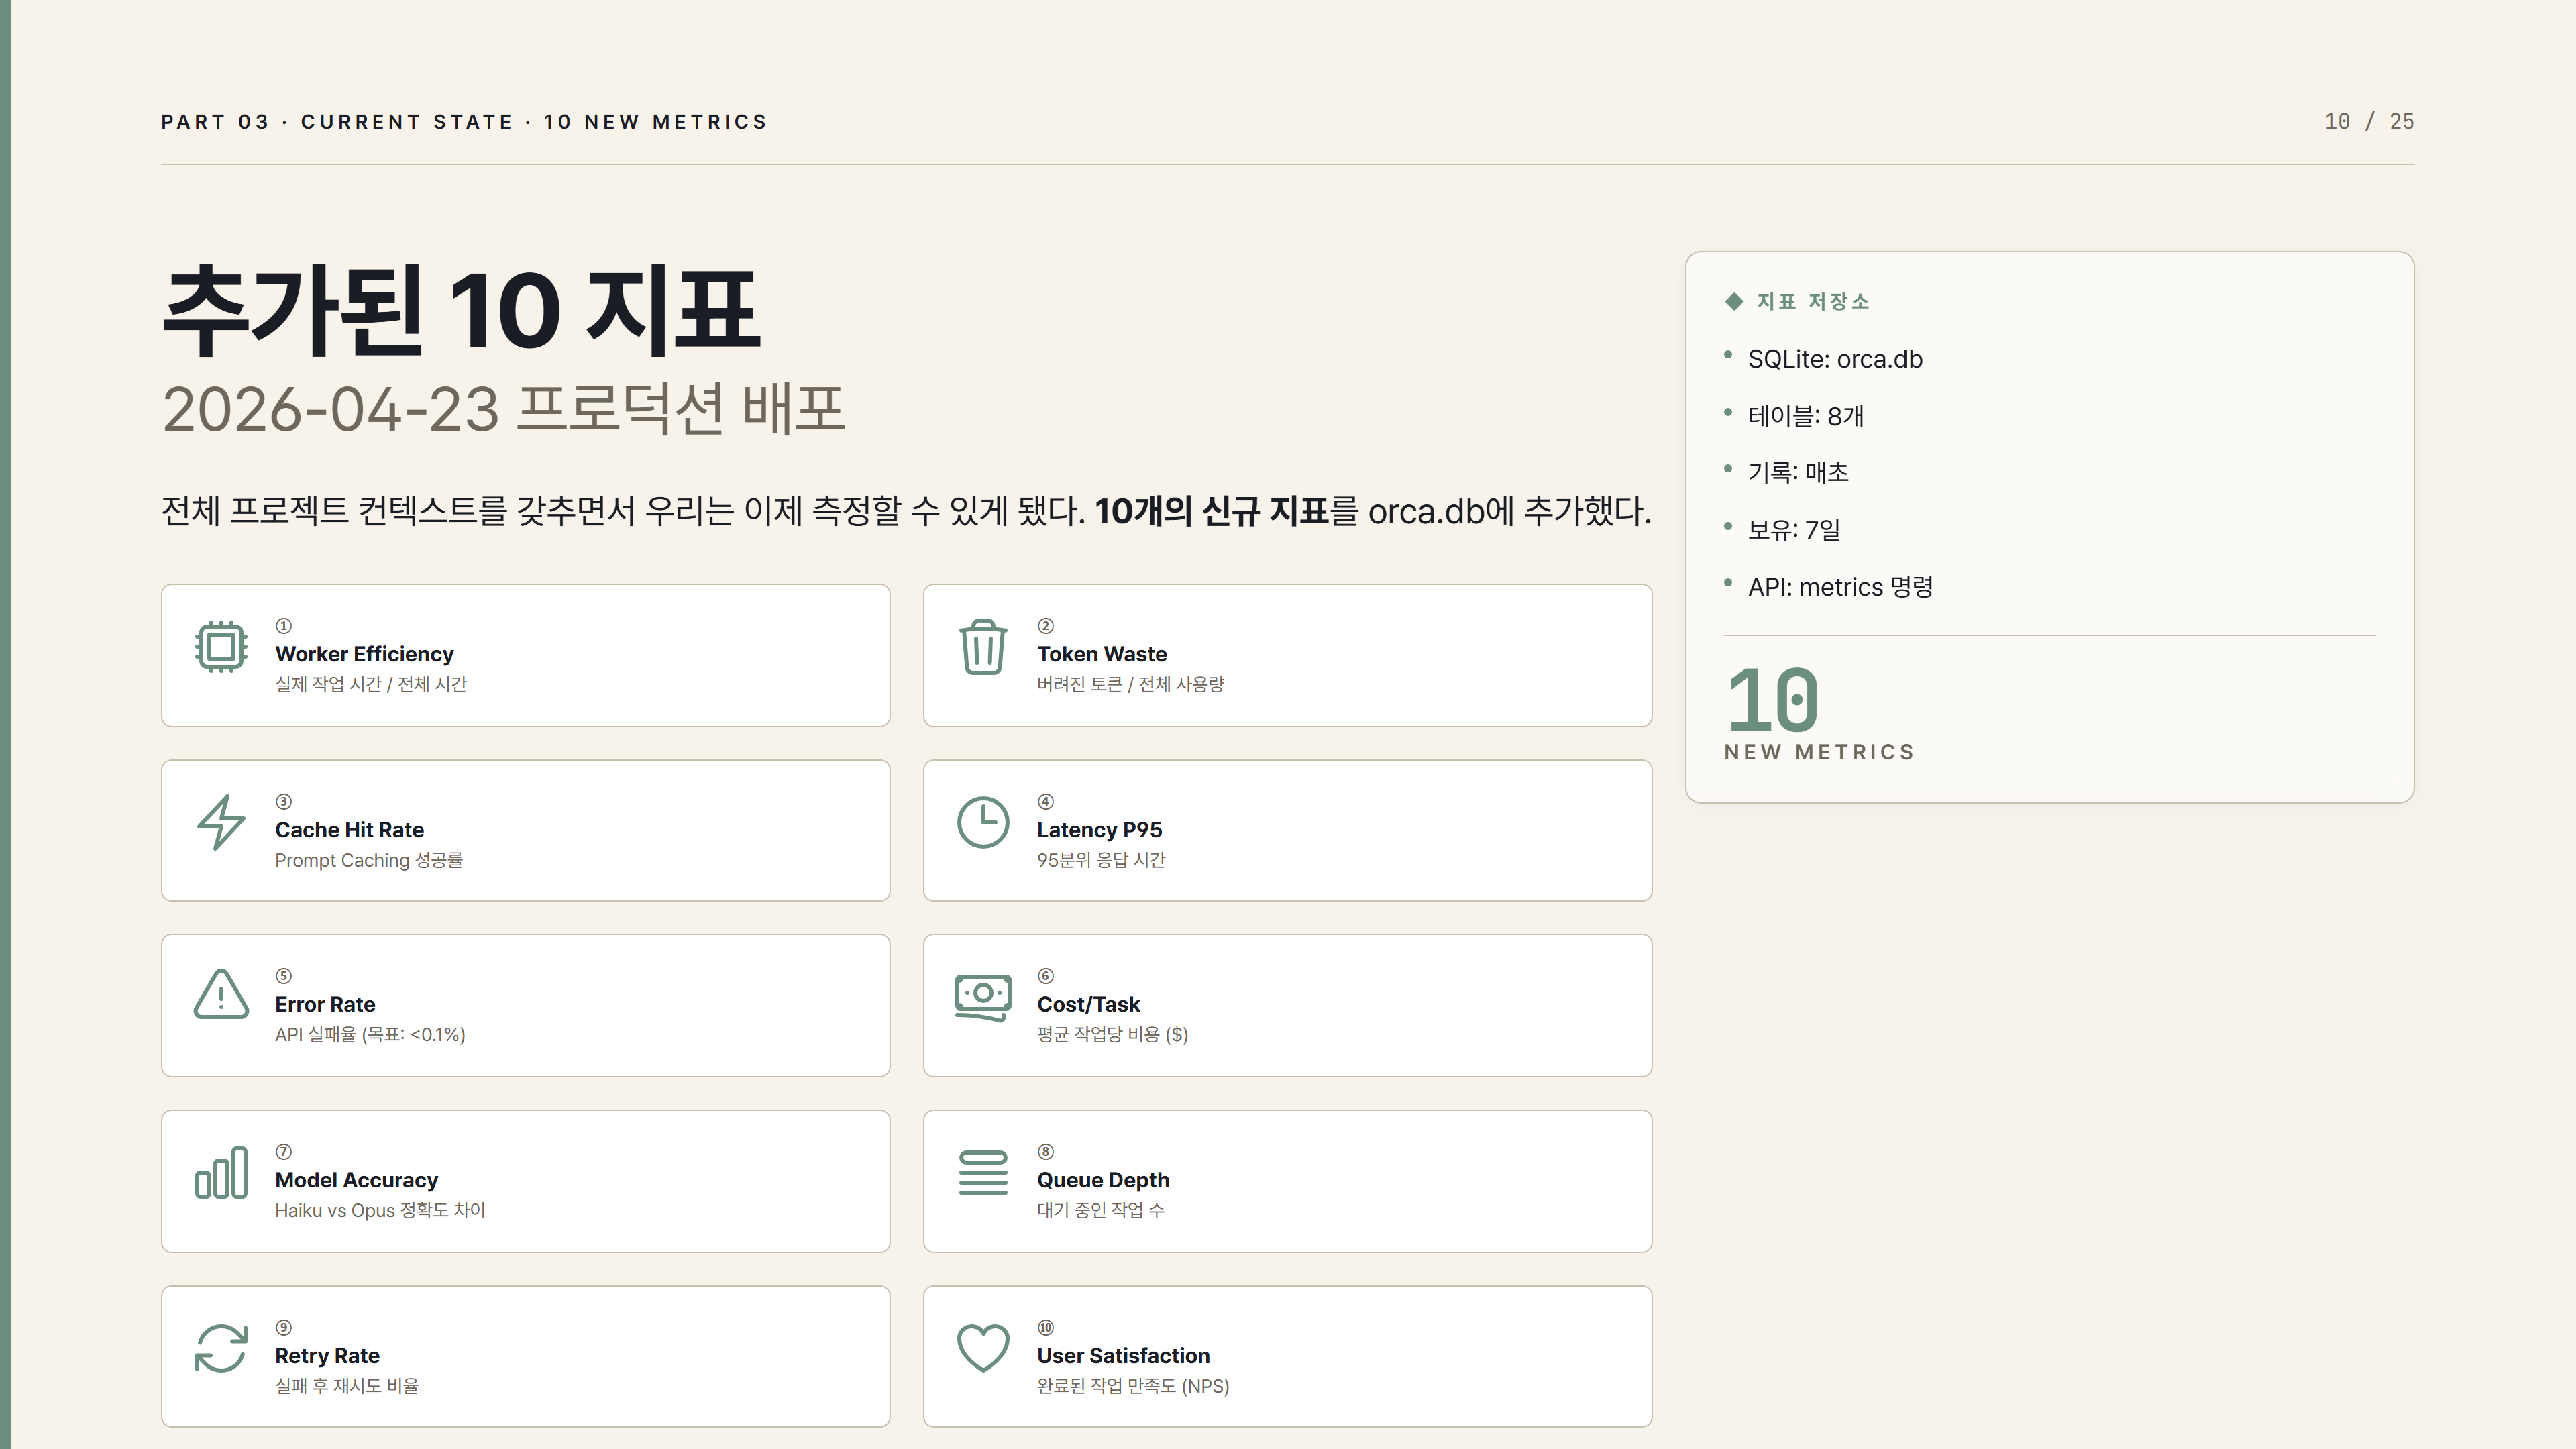 PART 03 · CURRENT STATE · 10 NEW METRICS
10 / 25
추가된 10 지표
2026-04-23 프로덕션 배포
전체 프로젝트 컨텍스트를 갖추면서 우리는 이제 측정할 수 있게 됐다. 10개의 신규 지표를 orca.db에 추가했다.
①
Worker Efficiency
실제 작업 시간 / 전체 시간
②
Token Waste
버려진 토큰 / 전체 사용량
③
Cache Hit Rate
Prompt Caching 성공률
④
Latency P95
95분위 응답 시간
⑤
Error Rate
API 실패율 (목표: <0.1%)
⑥
Cost/Task
평균 작업당 비용 ($)
⑦
Model Accuracy
Haiku vs Opus 정확도 차이
⑧
Queue Depth
대기 중인 작업 수
⑨
Retry Rate
실패 후 재시도 비율
⑩
User Satisfaction
완료된 작업 만족도 (NPS)
◆ 지표 저장소
• SQLite: orca.db
• 테이블: 8개
• 기록: 매초
• 보유: 7일
• API: metrics 명령
10
NEW METRICS